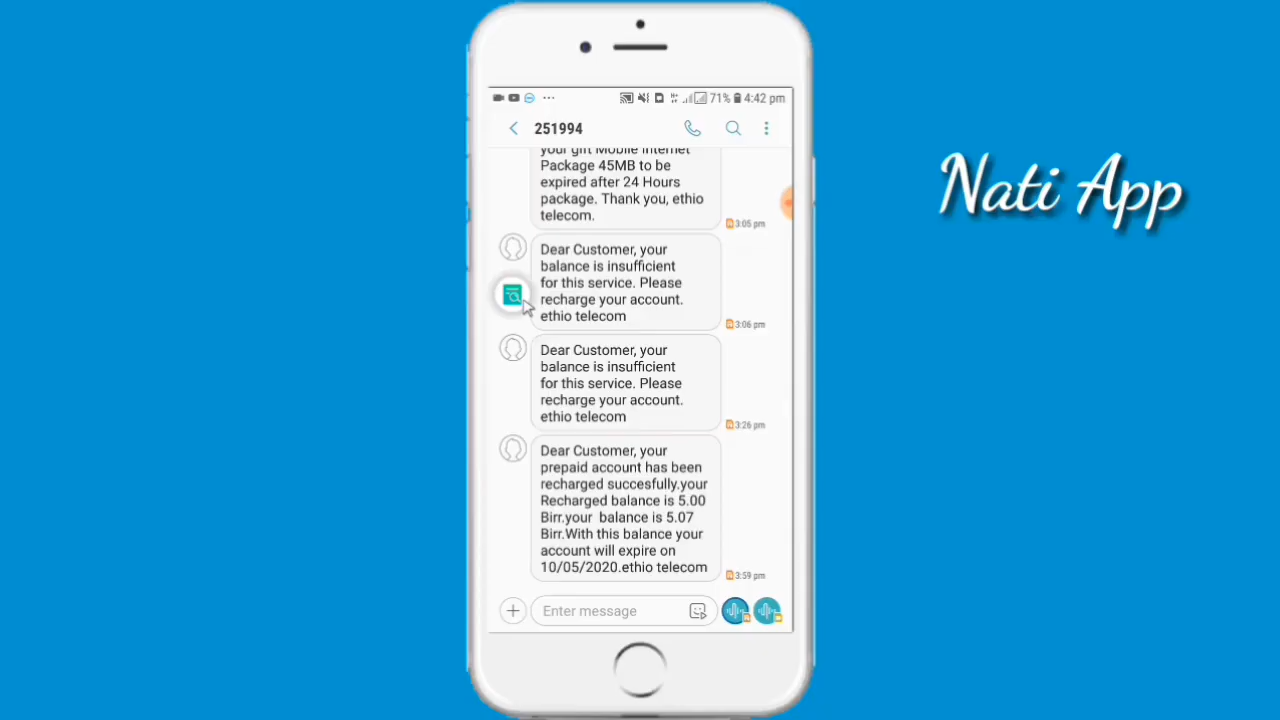 71% 4:42 pm
251994
your gift Mobile Internet
Package 45MB to be
expired after 24 Hours
package. Thank you, ethio
telecom.
3:05 pm
Dear Customer, your
balance is insufficient
for this service. Please
recharge your account.
ethio telecom
3:06 pm
Dear Customer, your
balance is insufficient
for this service. Please
recharge your account.
ethio telecom
3:26 pm
Dear Customer, your
prepaid account has been
recharged succesfully.your
Recharged balance is 5.00
Birr.your balance is 5.07
Birr.With this balance your
account will expire on
10/05/2020.ethio telecom
3:59 pm
Enter message
Nati App